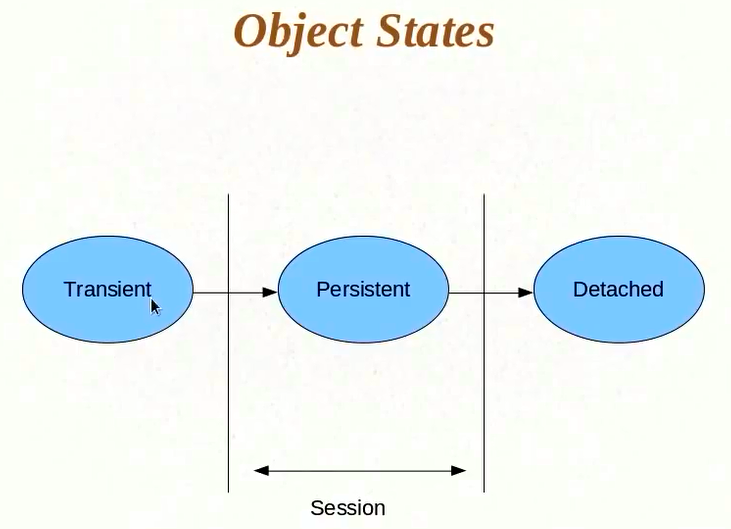 Object States
Transient
Persistent
Detached
Session